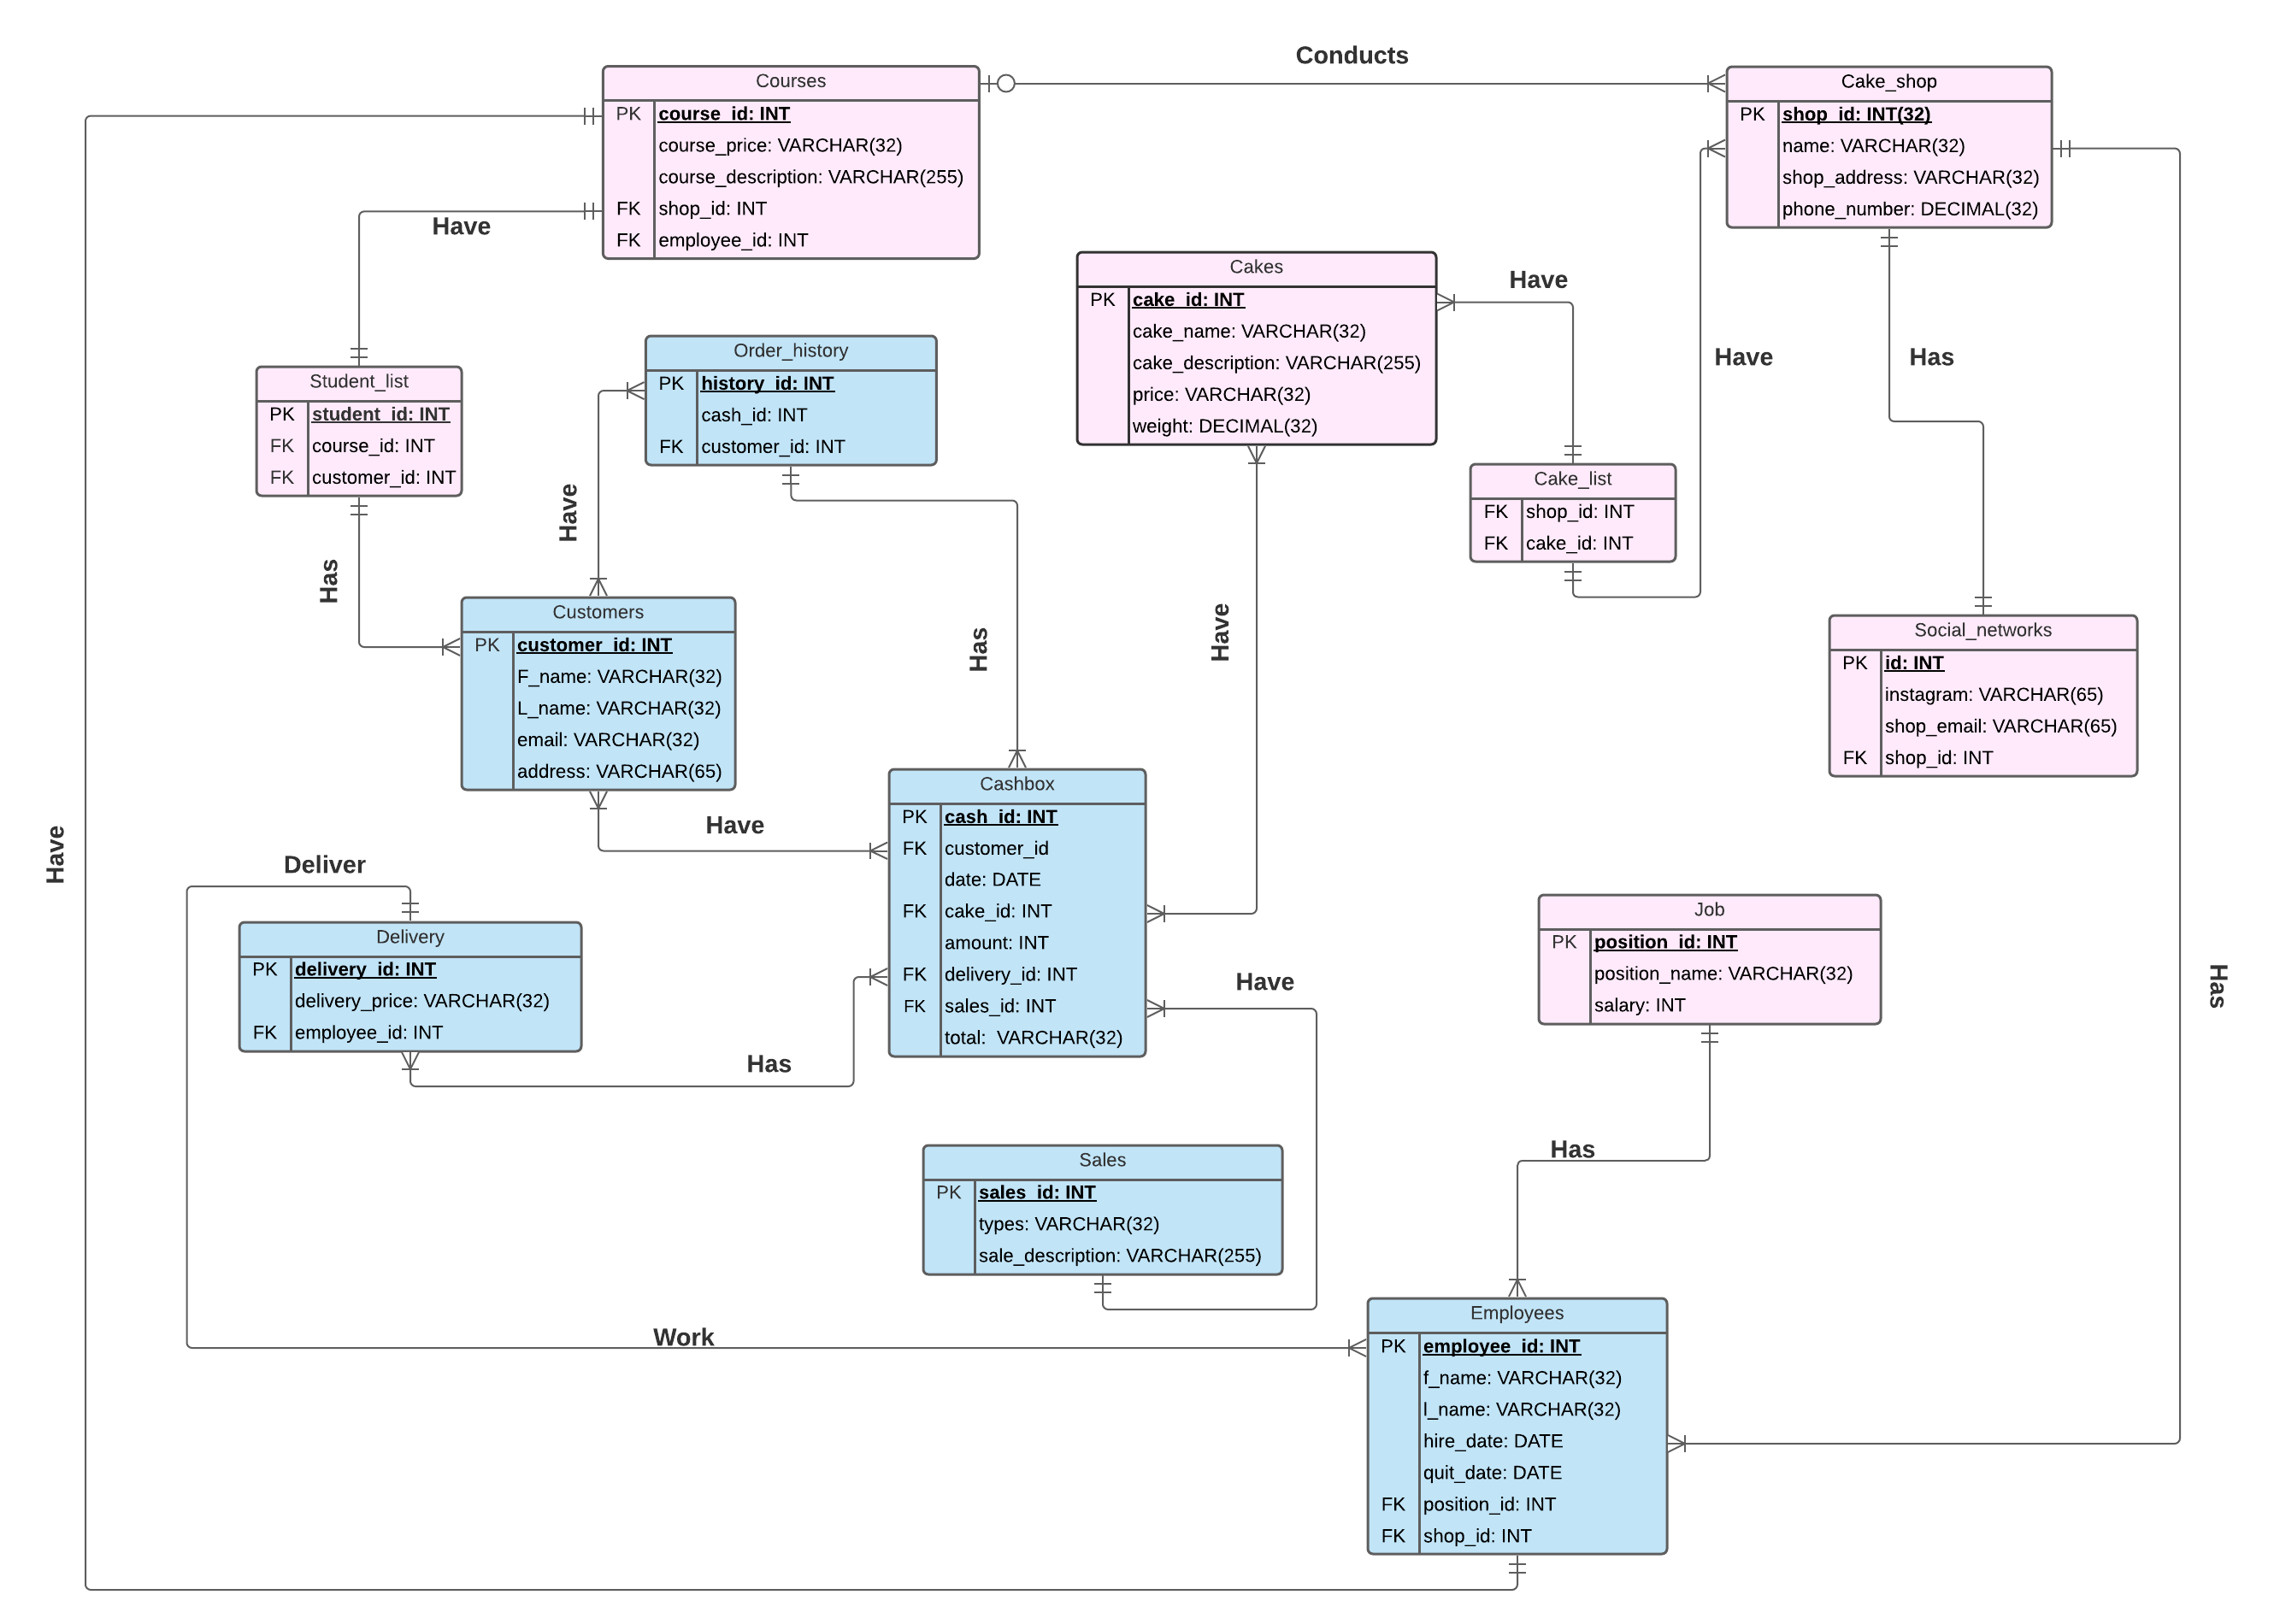 Conducts
Courses
PK course_id: INT
course_price: VARCHAR(32)
course_description: VARCHAR(255)
FK shop_id: INT
FK employee_id: INT
Cake_shop
PK shop_id: INT(32)
name: VARCHAR(32)
shop_address: VARCHAR(32)
phone_number: DECIMAL(32)
Have
Cakes
PK cake_id: INT
cake_name: VARCHAR(32)
cake_description: VARCHAR(255)
price: VARCHAR(32)
weight: DECIMAL(32)
Have
Have
Has
Order_history
PK history_id: INT
cash_id: INT
FK customer_id: INT
Student_list
PK student_id: INT
FK course_id: INT
FK customer_id: INT
Cake_list
FK shop_id: INT
FK cake_id: INT
Have
Has
Has
Have
Customers
PK customer_id: INT
F_name: VARCHAR(32)
L_name: VARCHAR(32)
email: VARCHAR(32)
address: VARCHAR(65)
Social_networks
PK id: INT
instagram: VARCHAR(65)
shop_email: VARCHAR(65)
FK shop_id: INT
Cashbox
PK cash_id: INT
FK customer_id
date: DATE
FK cake_id: INT
amount: INT
FK delivery_id: INT
FK sales_id: INT
total:  VARCHAR(32)
Have
Have
Deliver
Delivery
PK delivery_id: INT
delivery_price: VARCHAR(32)
FK employee_id: INT
Has
Have
Job
PK position_id: INT
position_name: VARCHAR(32)
salary: INT
Has
Has
Sales
PK sales_id: INT
types: VARCHAR(32)
sale_description: VARCHAR(255)
Work
Employees
PK employee_id: INT
f_name: VARCHAR(32)
l_name: VARCHAR(32)
hire_date: DATE
quit_date: DATE
FK position_id: INT
FK shop_id: INT